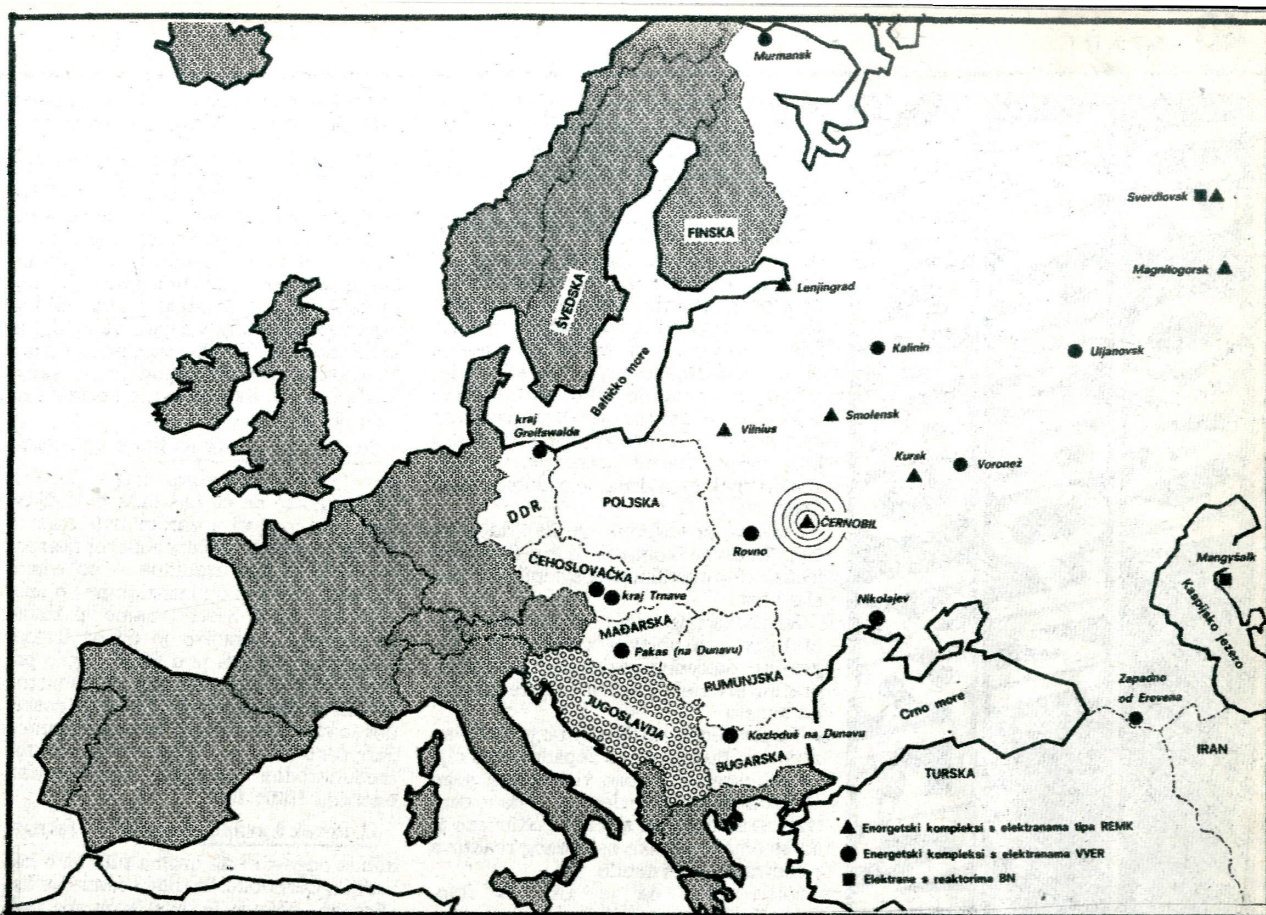 Murmansk
Sverdlovsk
FINSKA
Magnitogorsk
Lenjingrad
ŠVEDSKA
Kalinin
Uljanovsk
Baltičko more
Smolensk
kraj
Greifswalda
Vilnius
Kursk
Voronež
DDR
POLJSKA
ČERNOBIL
Rovno
Mangyšalk
ČEHOSLOVAČKA
kraj Trnave
Nikolajev
Kaspijsko jezero
MAĐARSKA
Pakas (na Dunavu)
RUMUNJSKA
Zapadno
od Erevena
Crno more
JUGOSLAVIJA
Kozloduš na Dunavu
IRAN
BUGARSKA
TURSKA
Energetski kompleksi s elektranama tipa REMK
Energetski kompleksi s elektranama VVER
Elektrane s reaktorima BN